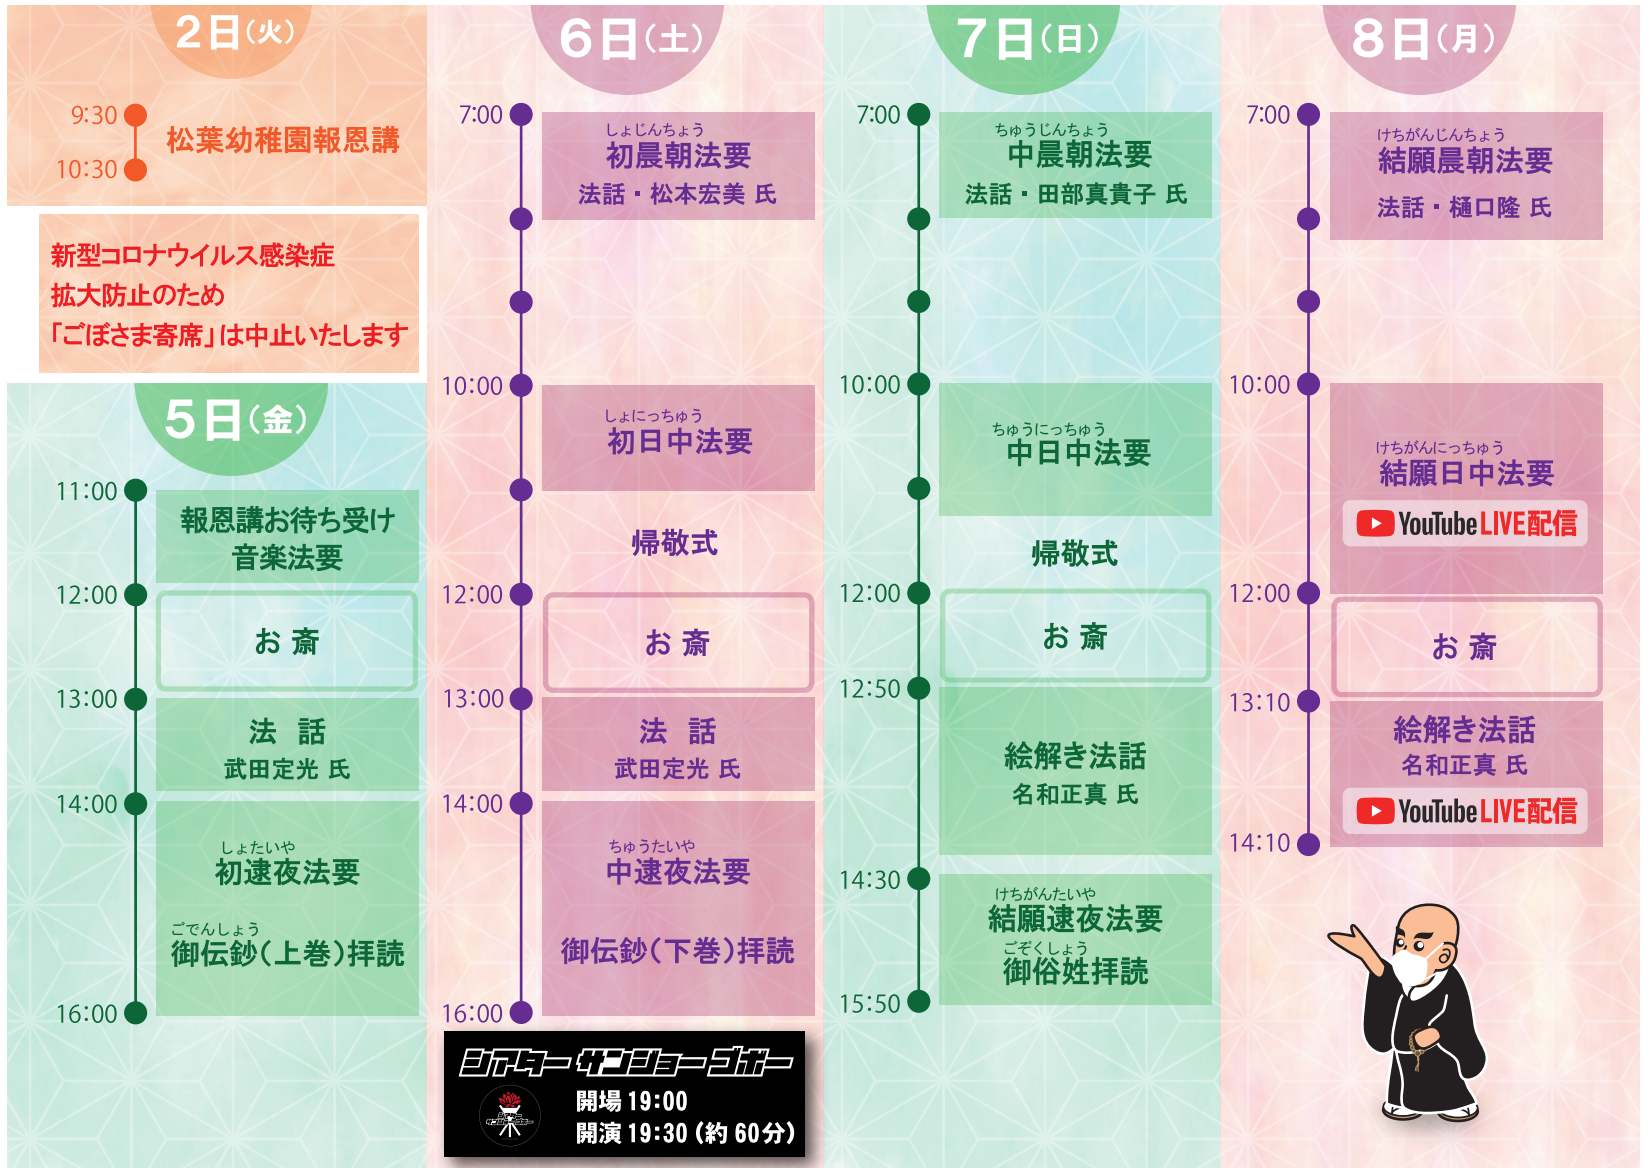 2日(火)
9:30
松葉幼稚園報恩講
10:30
新型コロナウイルス感染症
拡大防止のため
「ごぼさま寄席」は中止いたします
5日(金)
11:00
報恩講お待ち受け
音楽法要
12:00
お斎
13:00
法 話
武田定光 氏
14:00
しょたいや
初逮夜法要
ごでんしょう
御伝鈔(上巻)拝読
16:00
6日(土)
7:00
しょじんちょう
初晨朝法要
法話・松本宏美 氏
10:00
しょにっちゅう
初日中法要
帰敬式
12:00
お斎
13:00
法 話
武田定光 氏
14:00
ちゅうたいや
中逮夜法要
御伝鈔(下巻)拝読
16:00
シアター サンジョーゴボー
シアター
サンジョーゴボー
開場 19:00
開演 19:30(約 60分)
7日(日)
7:00
ちゅうじんちょう
中晨朝法要
法話・田部真貴子 氏
10:00
ちゅうにっちゅう
中日中法要
帰敬式
12:00
お斎
12:50
絵解き法話
名和正真 氏
14:30
けちがんたいや
結願逮夜法要
ごぞくしょう
御俗姓拝読
15:50
8日(月)
7:00
けちがんじんちょう
結願晨朝法要
法話・樋口隆 氏
10:00
けちがんにっちゅう
結願日中法要
YouTube LIVE配信
12:00
お斎
13:10
絵解き法話
名和正真 氏
YouTube LIVE配信
14:10